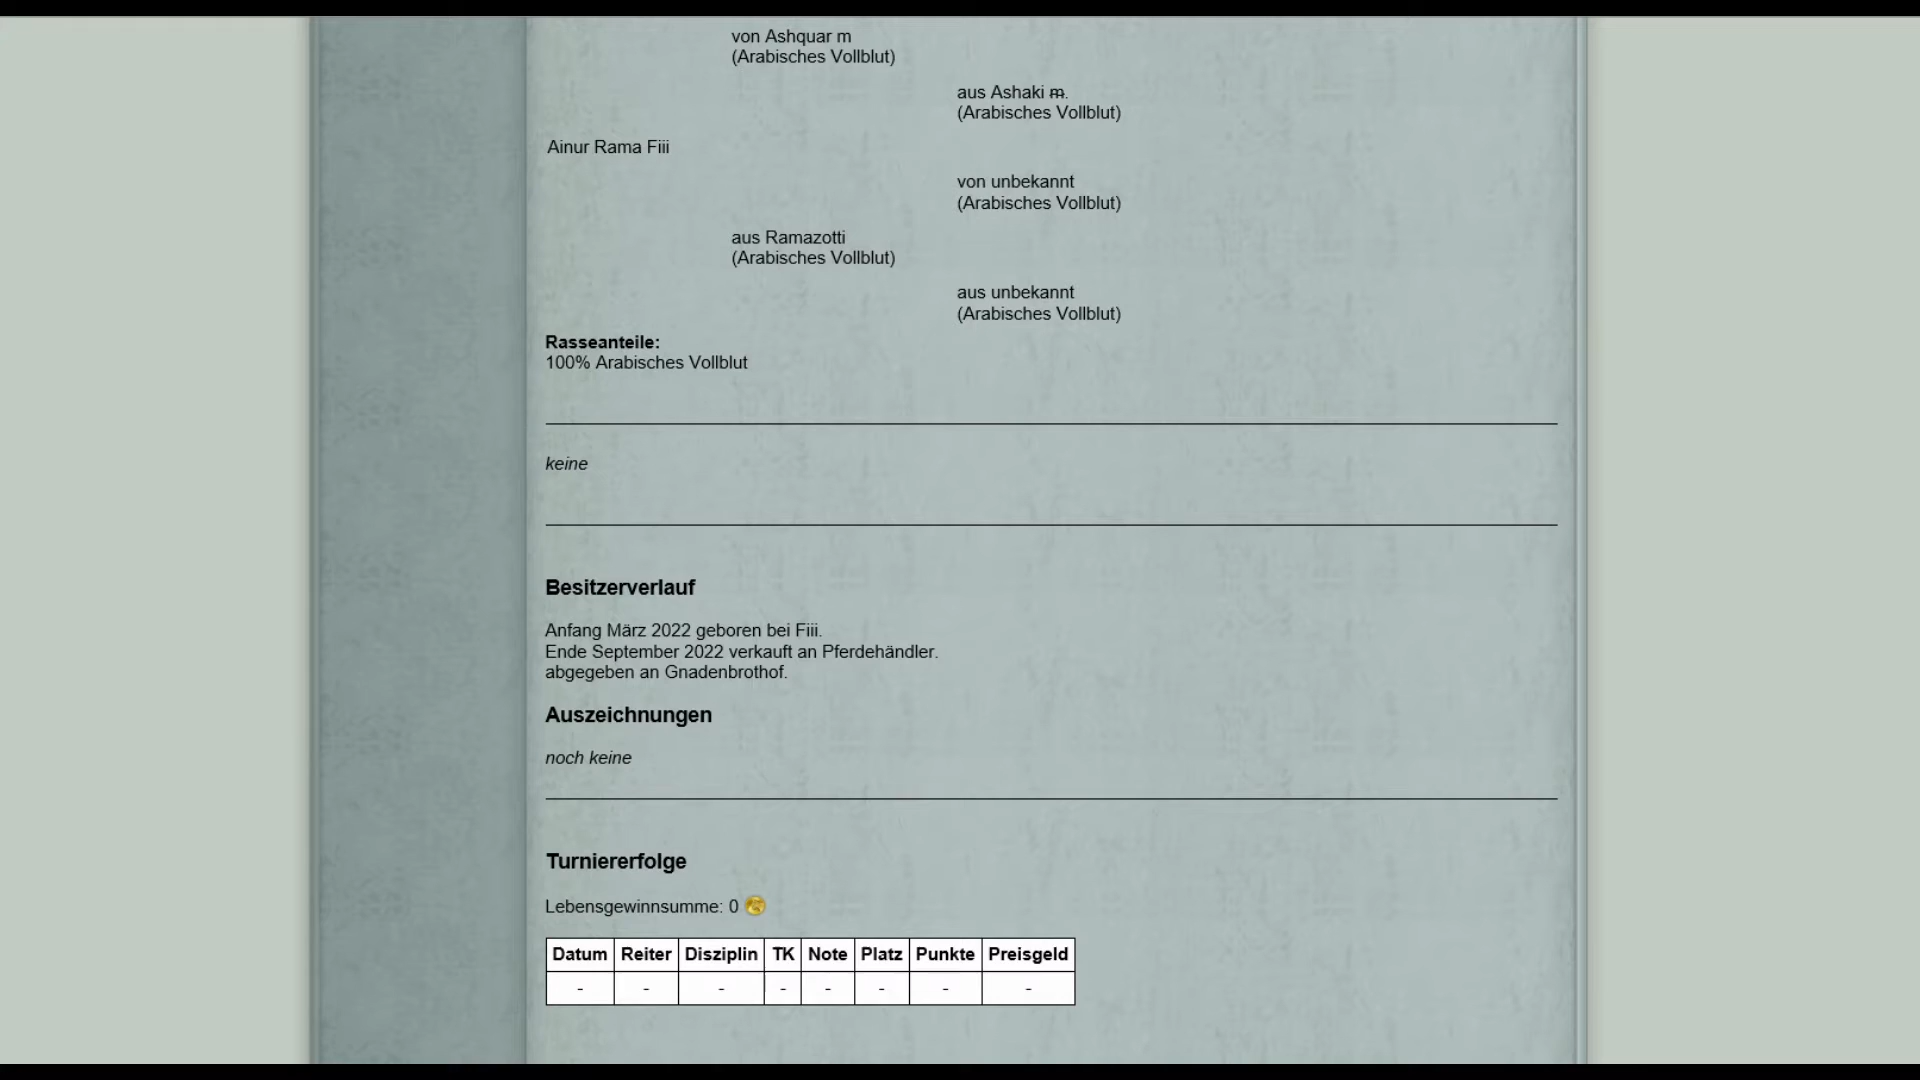 von Ashquar m
(Arabisches Vollblut)
aus Ashaki m.
(Arabisches Vollblut)
Ainur Rama Fiii
von unbekannt
(Arabisches Vollblut)
aus Ramazotti
(Arabisches Vollblut)
aus unbekannt
(Arabisches Vollblut)
Rasseanteile:
100% Arabisches Vollblut
keine
Besitzerverlauf
Anfang März 2022 geboren bei Fiii.
Ende September 2022 verkauft an Pferdehändler.
abgegeben an Gnadenbrothof.
Auszeichnungen
noch keine
Turniererfolge
Lebensgewinnsumme: 0
Datum Reiter Disziplin TK Note Platz Punkte Preisgeld
- - - - - - - -